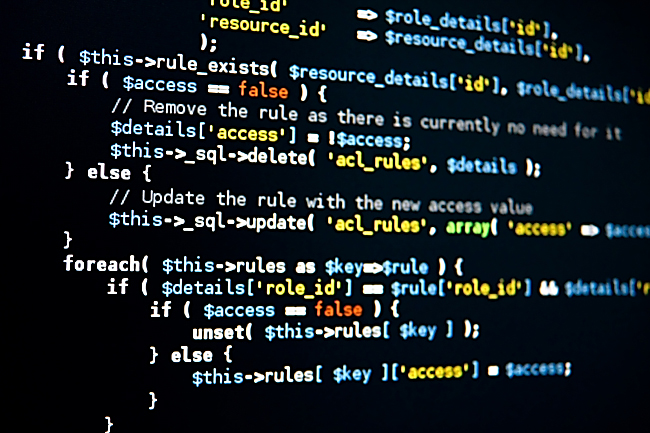 'role_id' => $role_details['id'],
'resource_id' => $resource_details['id'],
);
if ( $this->rule_exists( $resource_details['id'], $role_details['id
if ( $access == false ) {
// Remove the rule as there is currently no need for it
$details['access'] = !$access;
$this->_sql->delete( 'acl_rules', $details );
} else {
// Update the rule with the new access value
$this->_sql->update( 'acl_rules', array( 'access' => $acces
}
foreach( $this->rules as $key=>$rule ) {
if ( $details['role_id'] == $rule['role_id'] && $details['r
if ( $access == false ) {
unset( $this->rules[ $key ] );
} else {
$this->rules[ $key ]['access'] = $access;
}
}